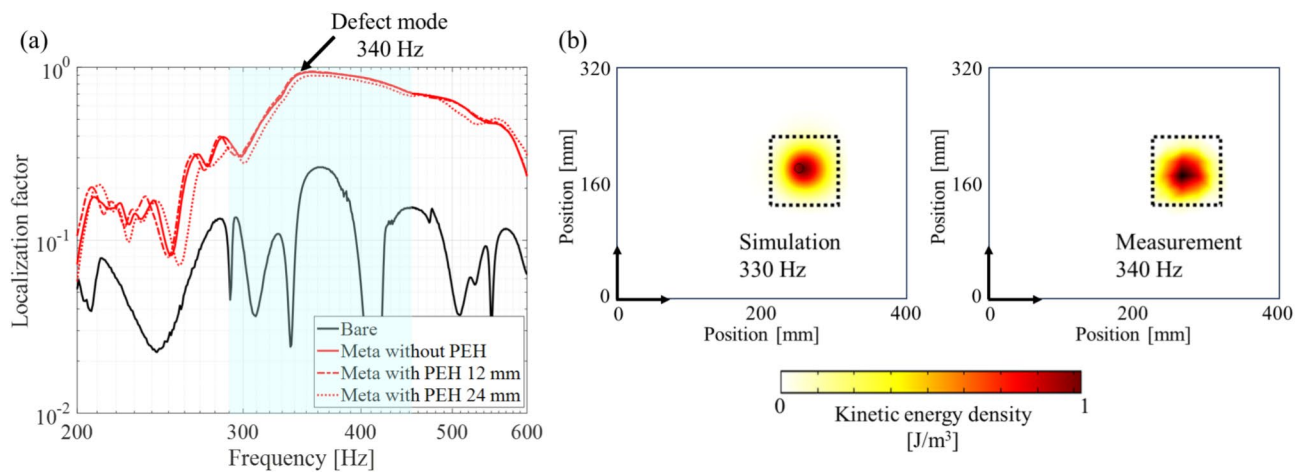 (a)
Defect mode
340 Hz
10⁰
10⁻¹
10⁻²
Localization factor
Bare
Meta without PEH
Meta with PEH 12 mm
Meta with PEH 24 mm
200
300
400
500
600
Frequency [Hz]
(b)
320
160
0
Position [mm]
Simulation
330 Hz
0
200
400
Position [mm]
320
160
0
Position [mm]
Measurement
340 Hz
0
200
400
Position [mm]
0
1
Kinetic energy density
[J/m³]